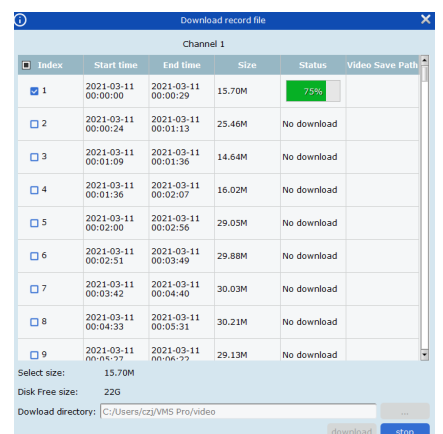 Download record file
Channel 1
Index Start time End time Size Status Video Save Path
1 2021-03-11 00:00:00 2021-03-11 00:00:29 15.70M 75%
2 2021-03-11 00:00:24 2021-03-11 00:01:13 25.46M No download
3 2021-03-11 00:01:09 2021-03-11 00:01:36 14.64M No download
4 2021-03-11 00:01:36 2021-03-11 00:02:07 16.02M No download
5 2021-03-11 00:02:00 2021-03-11 00:02:56 29.05M No download
6 2021-03-11 00:02:51 2021-03-11 00:03:49 29.88M No download
7 2021-03-11 00:03:42 2021-03-11 00:04:40 30.03M No download
8 2021-03-11 00:04:33 2021-03-11 00:05:31 30.21M No download
9 2021-03-11 00:05:27 2021-03-11 00:06:22 29.13M No download
Select size: 15.70M
Disk Free size: 22G
Dowload directory: C:/Users/czj/VMS Pro/video ...
download stop